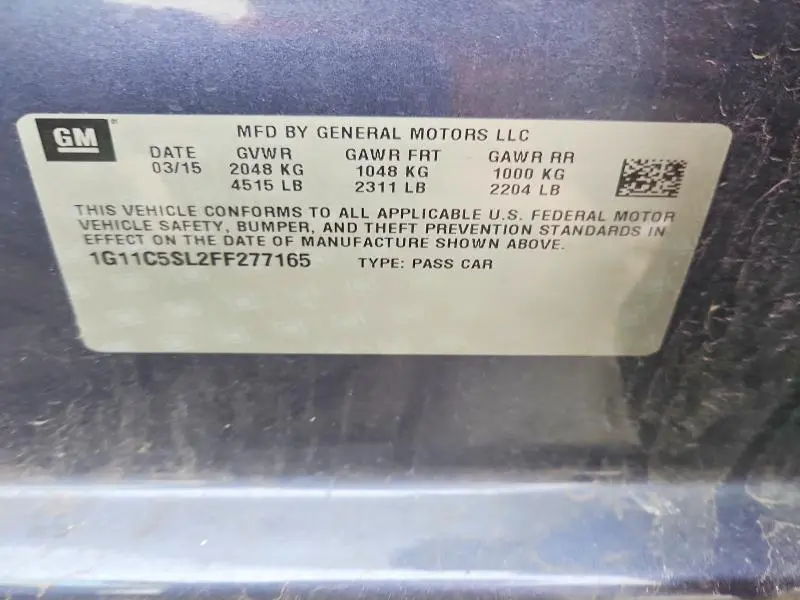 GM
MFD BY GENERAL MOTORS LLC
DATE GVWR GAWR FRT GAWR RR
03/15 2048 KG 1048 KG 1000 KG
4515 LB 2311 LB 2204 LB
THIS VEHICLE CONFORMS TO ALL APPLICABLE U.S. FEDERAL MOTOR
VEHICLE SAFETY, BUMPER, AND THEFT PREVENTION STANDARDS IN
EFFECT ON THE DATE OF MANUFACTURE SHOWN ABOVE.
1G11C5SL2FF277165 TYPE: PASS CAR